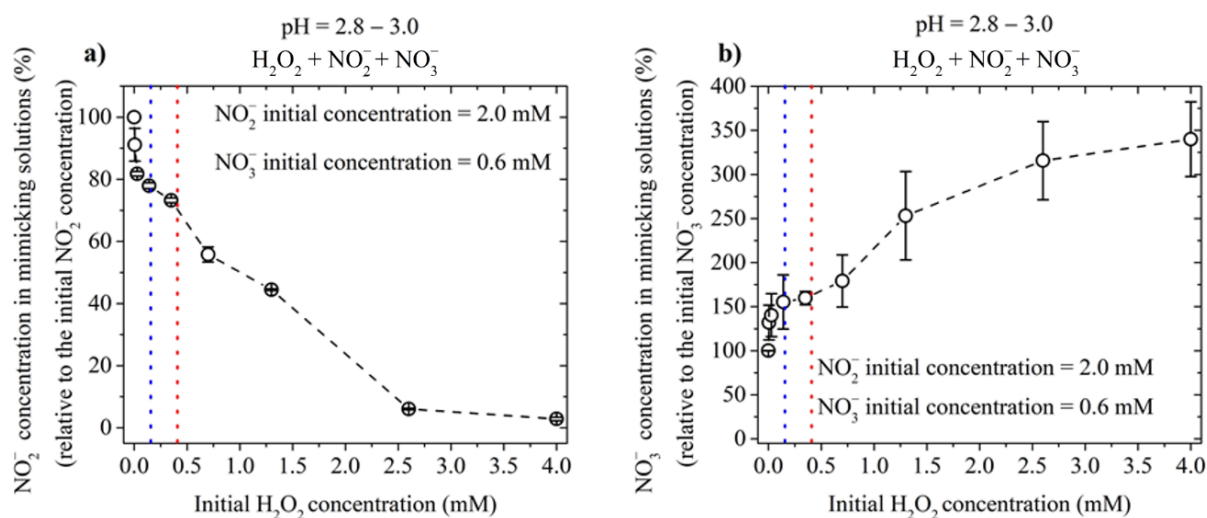 pH = 2.8 – 3.0
a)
H₂O₂ + NO₂⁻ + NO₃⁻
NO₂⁻ concentration in mimicking solutions (%)
(relative to the initial NO₂⁻ concentration)
100
80
60
40
20
0
NO₂⁻ initial concentration = 2.0 mM
NO₃⁻ initial concentration = 0.6 mM
0.0 0.5 1.0 1.5 2.0 2.5 3.0 3.5 4.0
Initial H₂O₂ concentration (mM)
pH = 2.8 – 3.0
b)
H₂O₂ + NO₂⁻ + NO₃⁻
NO₃⁻ concentration in mimicking solutions (%)
(relative to the initial NO₃⁻ concentration)
400
350
300
250
200
150
100
50
0
NO₂⁻ initial concentration = 2.0 mM
NO₃⁻ initial concentration = 0.6 mM
0.0 0.5 1.0 1.5 2.0 2.5 3.0 3.5 4.0
Initial H₂O₂ concentration (mM)